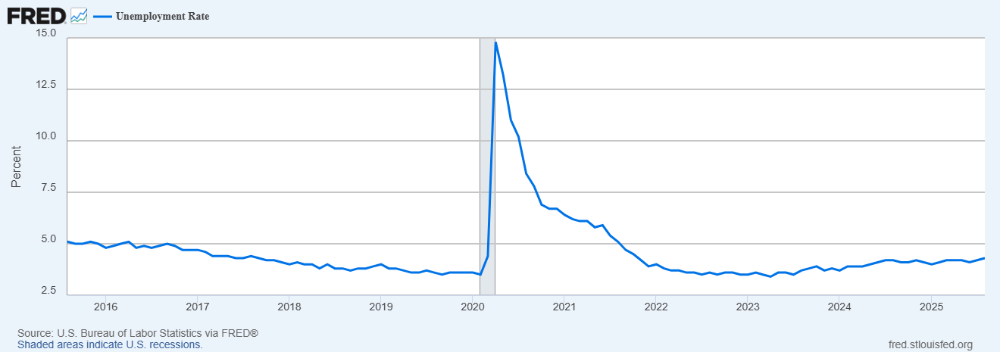 FRED Unemployment Rate
15.0
12.5
10.0
7.5
5.0
2.5
Percent
2016 2017 2018 2019 2020 2021 2022 2023 2024 2025
Source: U.S. Bureau of Labor Statistics via FRED®
Shaded areas indicate U.S. recessions.
fred.stlouisfed.org